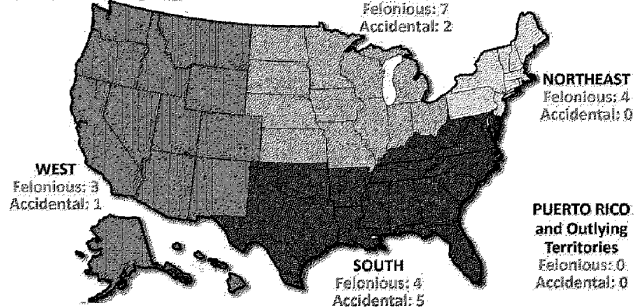 Felonious: 7
Accidental: 2
NORTHEAST
Felonious: 4
Accidental: 0
WEST
Felonious: 3
Accidental: 1
PUERTO RICO
and Outlying
Territories
Felonious: 0
Accidental: 0
SOUTH
Felonious: 4
Accidental: 5